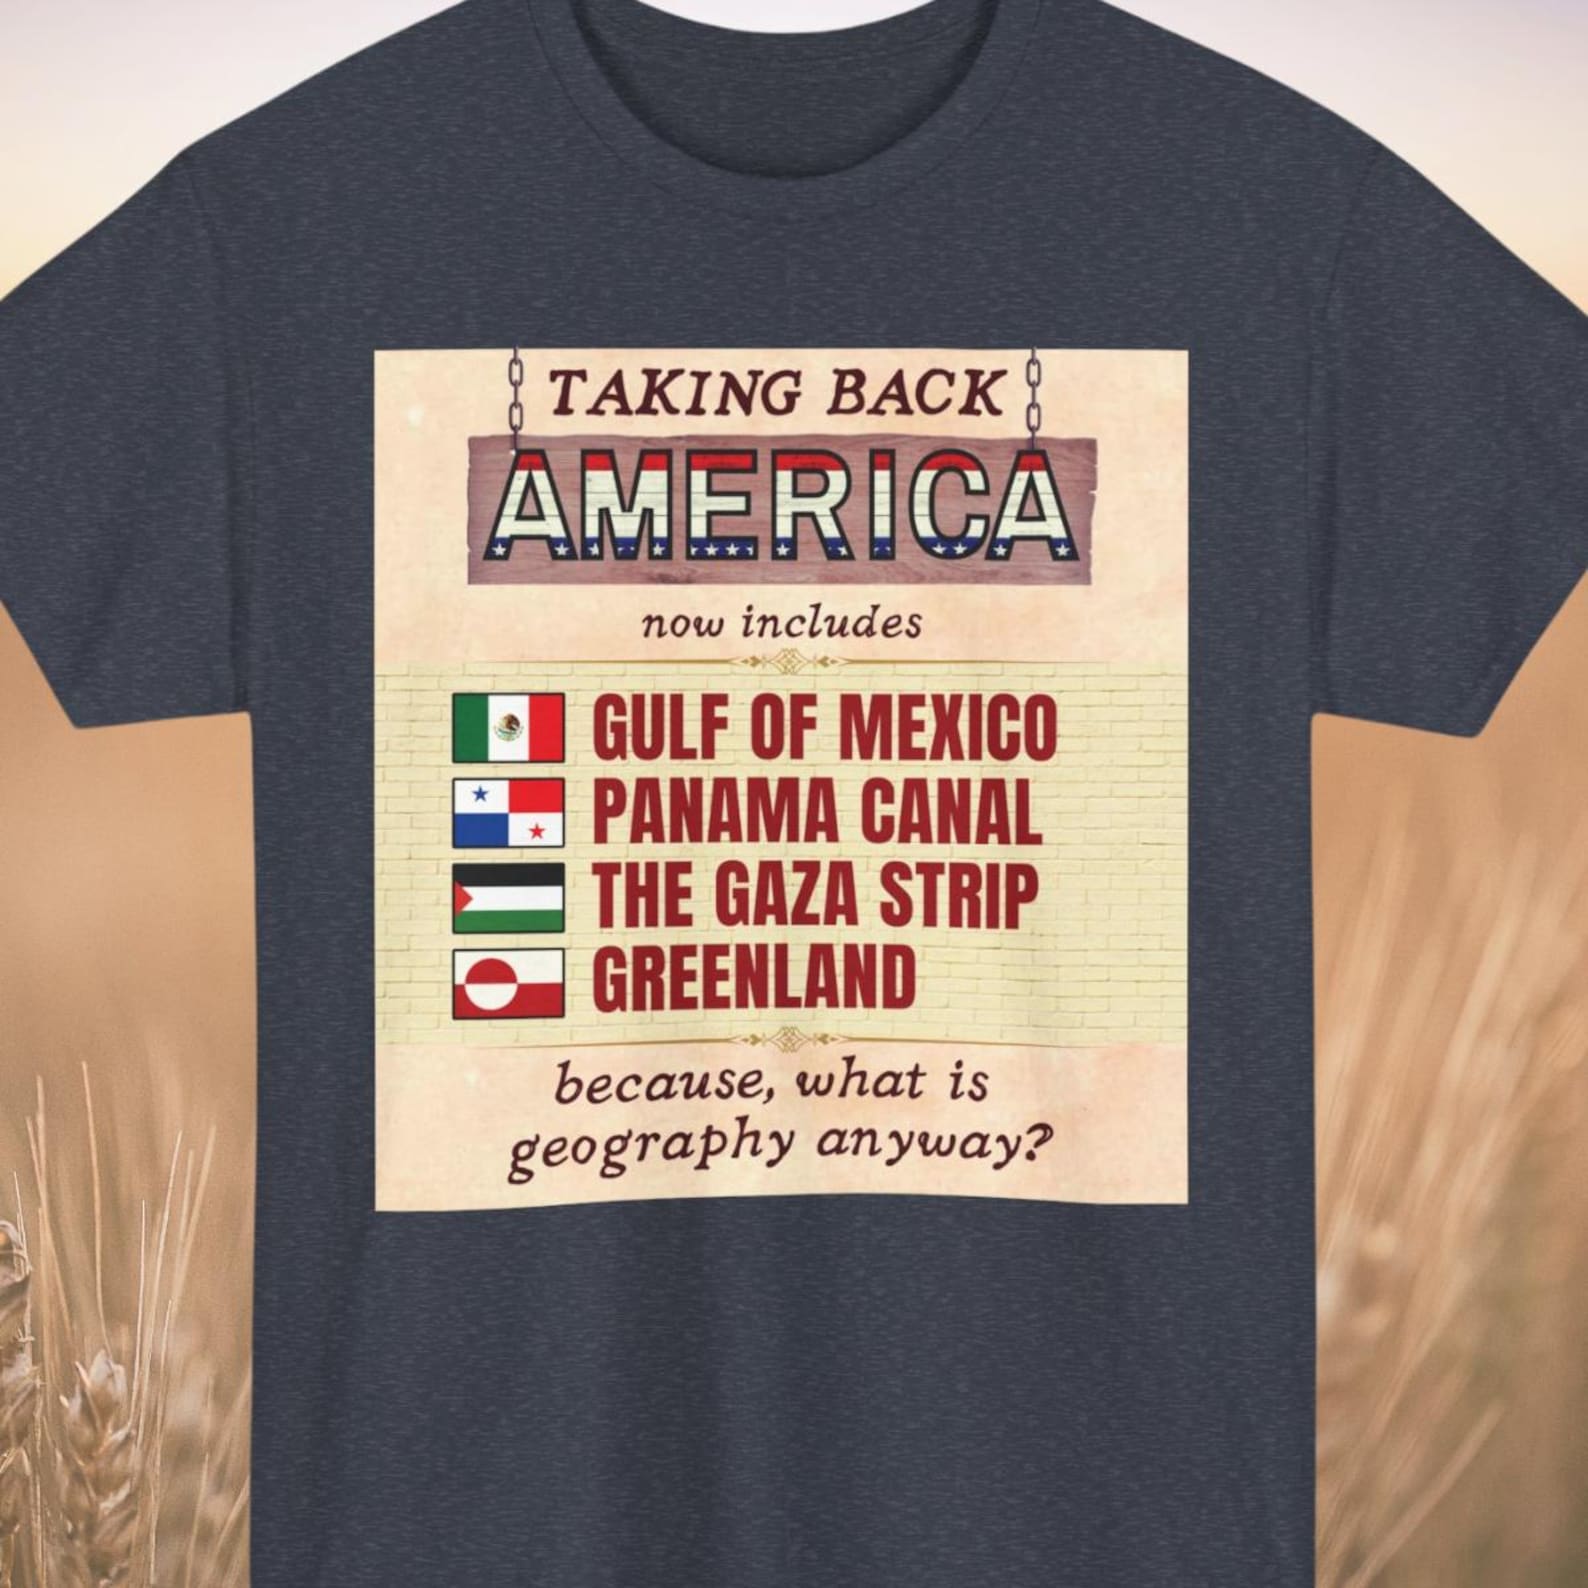 TAKING BACK
AMERICA
now includes
GULF OF MEXICO
PANAMA CANAL
THE GAZA STRIP
GREENLAND
because, what is
geography anyway?